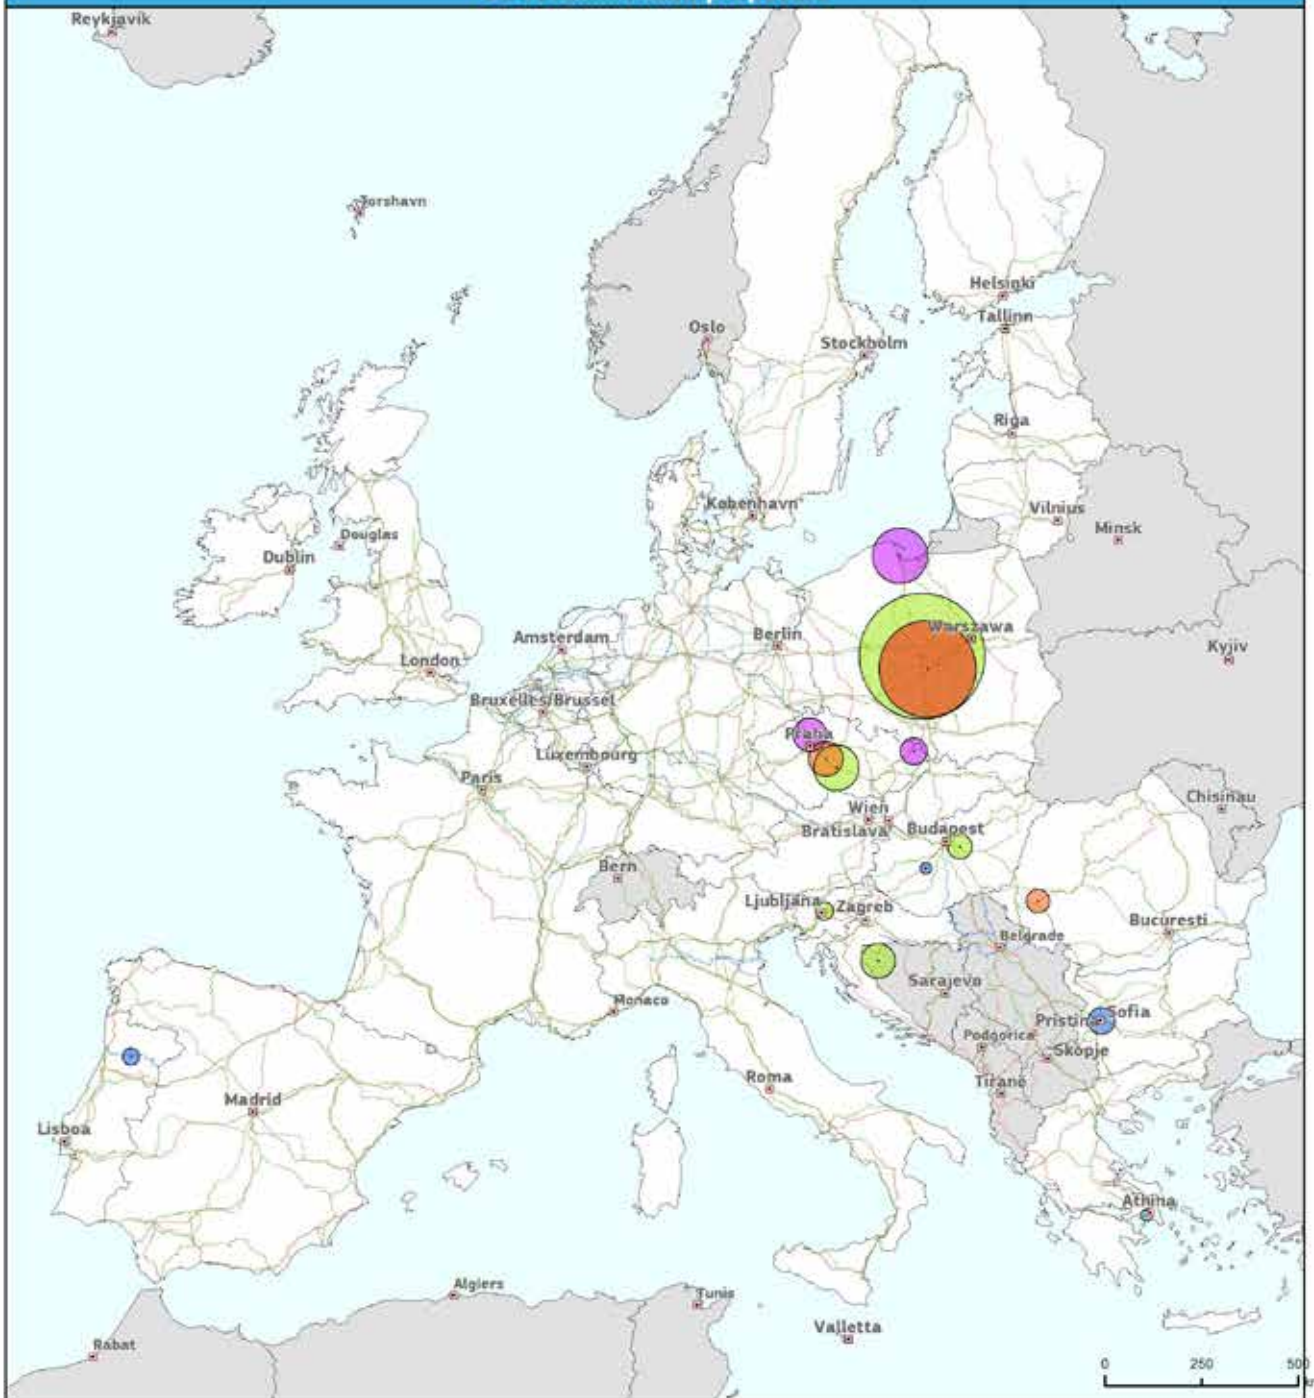 Reykjavík
Torshavn
Helsinki
Tallinn
Oslo
Stockholm
Riga
København
Vilnius
Minsk
Douglas
Dublin
Warszawa
Amsterdam
Berlin
Kyjiv
London
Bruxelles/Brussel
Praha
Luxembourg
Paris
Chisinau
Wien
Bratislava
Budapest
Bern
Ljubljana
Zagreb
Bucuresti
Belgrade
Sarajevo
Monaco
Sofia
Pristina
Podgorica
Skopje
Roma
Tirane
Madrid
Lisboa
Athina
Algiers
Tunis
Valletta
Rabat
0 250 500